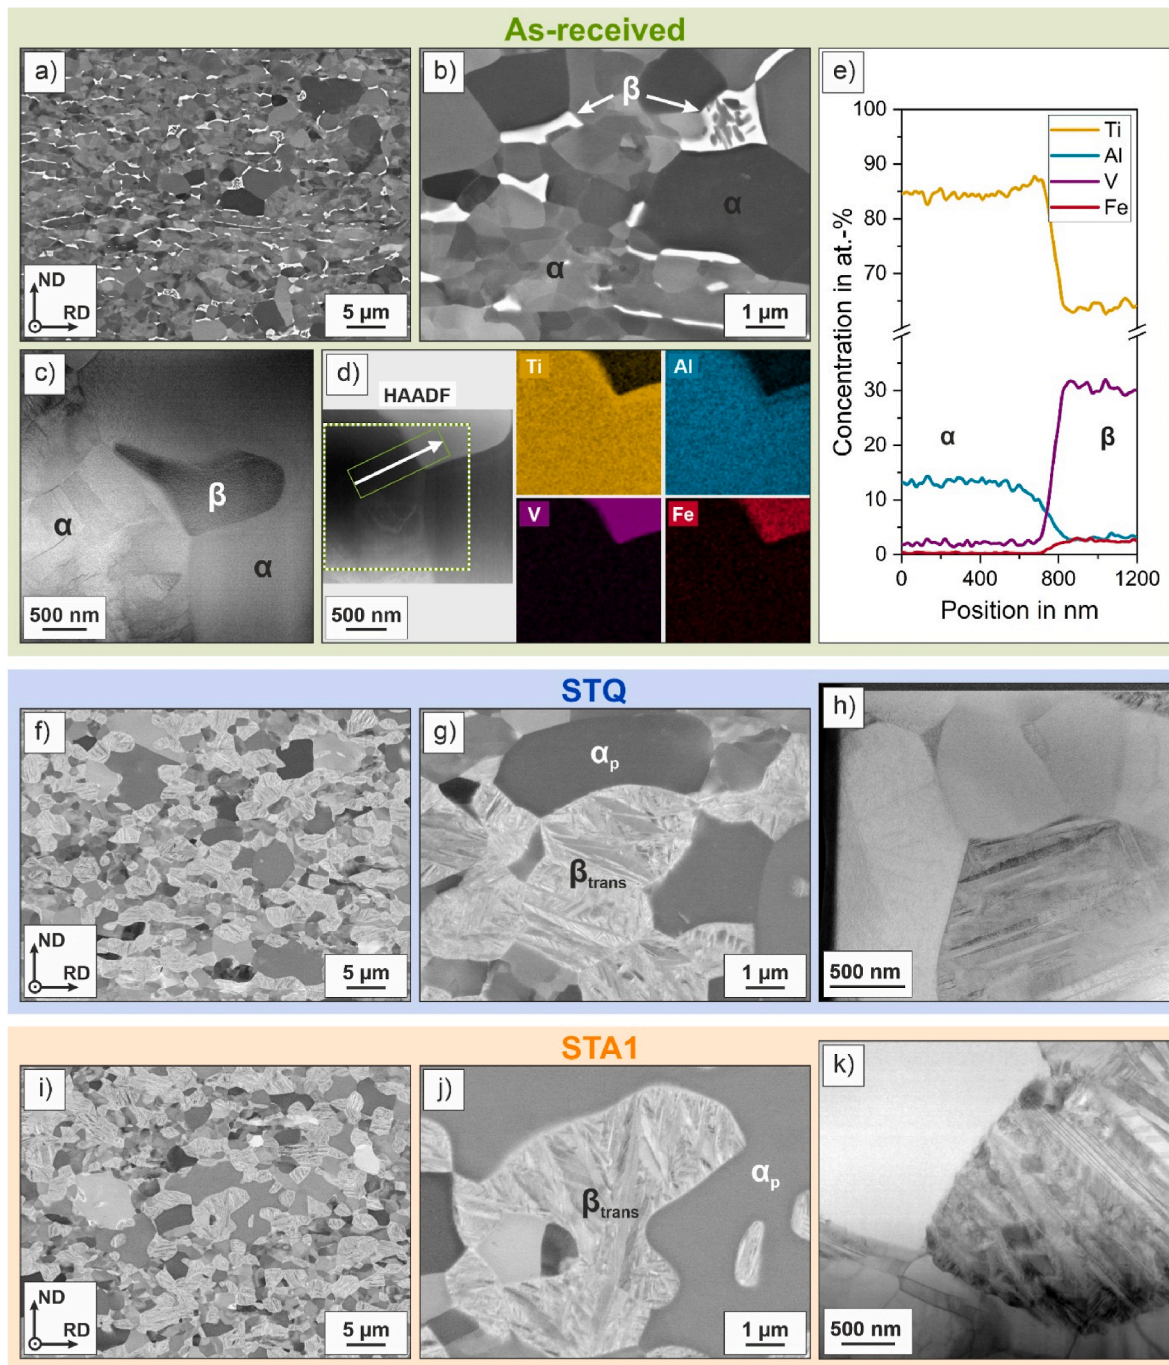 As-received
a)
ND
RD
5 µm
b)
β
α
α
1 µm
c)
β
α
α
500 nm
d)
HAADF
500 nm
Ti
Al
V
Fe
e)
Ti
Al
V
Fe
Concentration in at.-%
100
90
80
70
30
20
10
0
α
β
0
400
800
1200
Position in nm
STQ
f)
ND
RD
5 µm
g)
αp
βtrans
1 µm
h)
500 nm
STA1
i)
ND
RD
5 µm
j)
αp
βtrans
1 µm
k)
500 nm